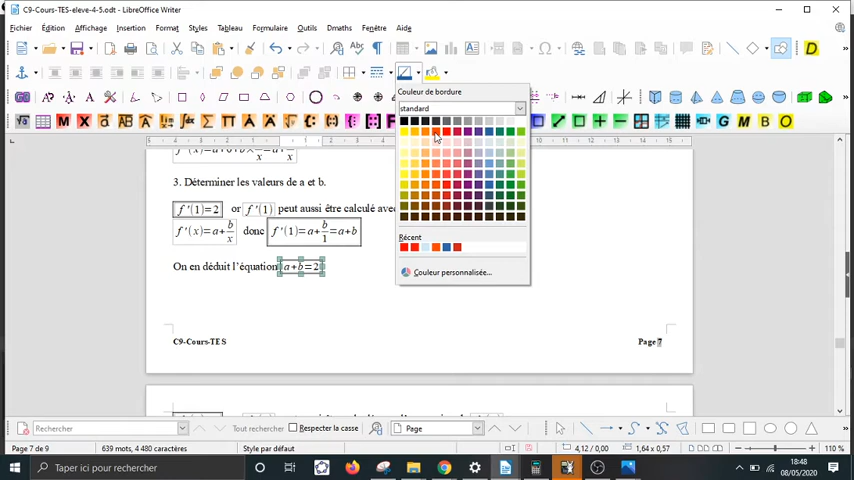 C9-Cours-TES-eleve-4-5.odt - LibreOffice Writer
Fichier Édition Affichage Insertion Format Styles Tableau Formulaire Outils Dmaths Fenêtre Aide
Couleur de bordure
standard
3. Déterminer les valeurs de a et b.
f'(1)=2 or f'(1) peut aussi être calculé avec
f'(x)=a+b/x donc f'(1)=a+b/1=a+b
Récent
On en déduit l'équation a+b=2
Couleur personnalisée...
C9-Cours-TES Page 7
Rechercher Tout rechercher Respecter la casse Page
Page 7 de 9 639 mots, 4 480 caractères Style par défaut 4,12 / 0,00 1,64 x 0,57 110 %
Taper ici pour rechercher
18:48
08/05/2020